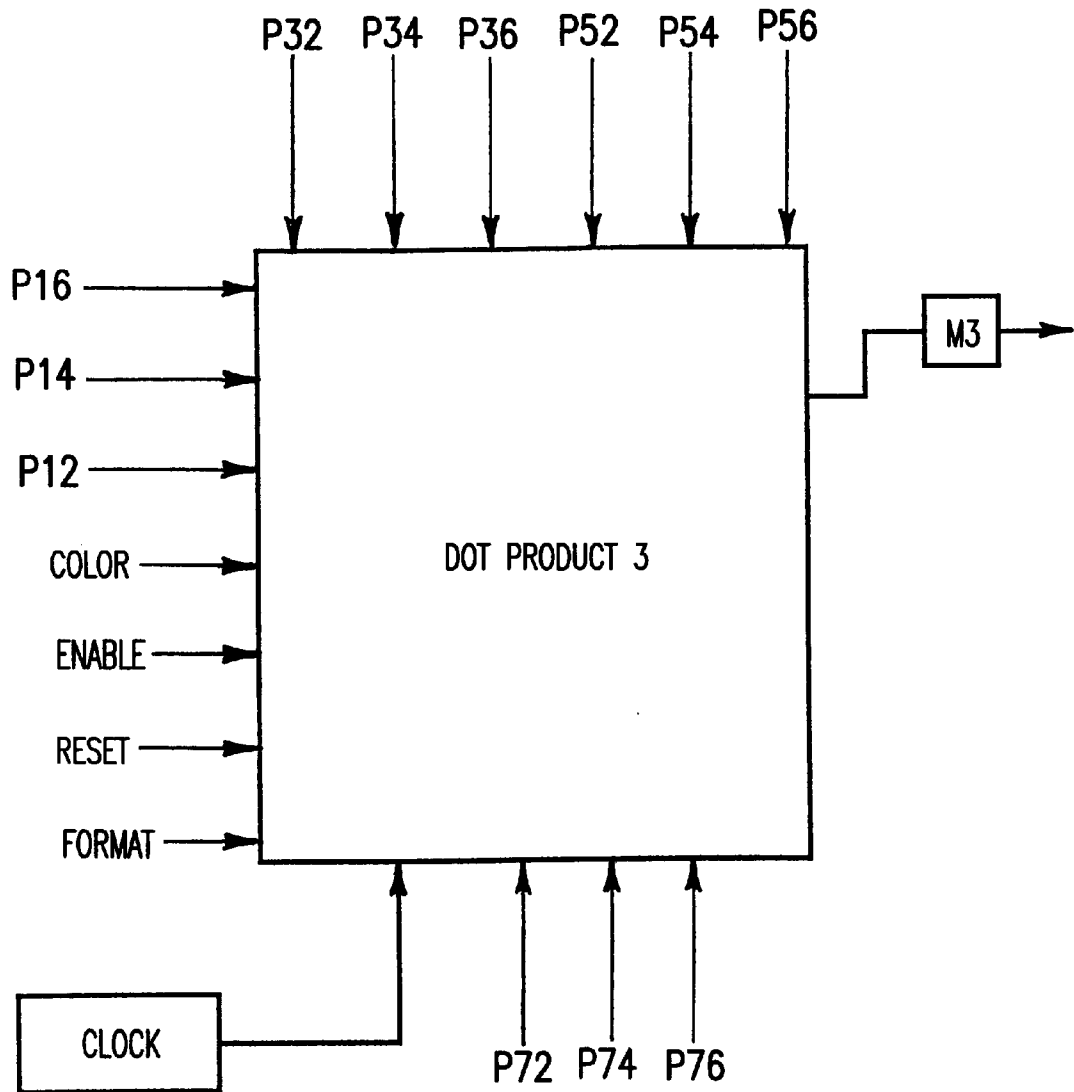 P32 P34 P36 P52 P54 P56
P16
M3
P14
P12
DOT PRODUCT 3
COLOR
ENABLE
RESET
FORMAT
CLOCK
P72 P74 P76